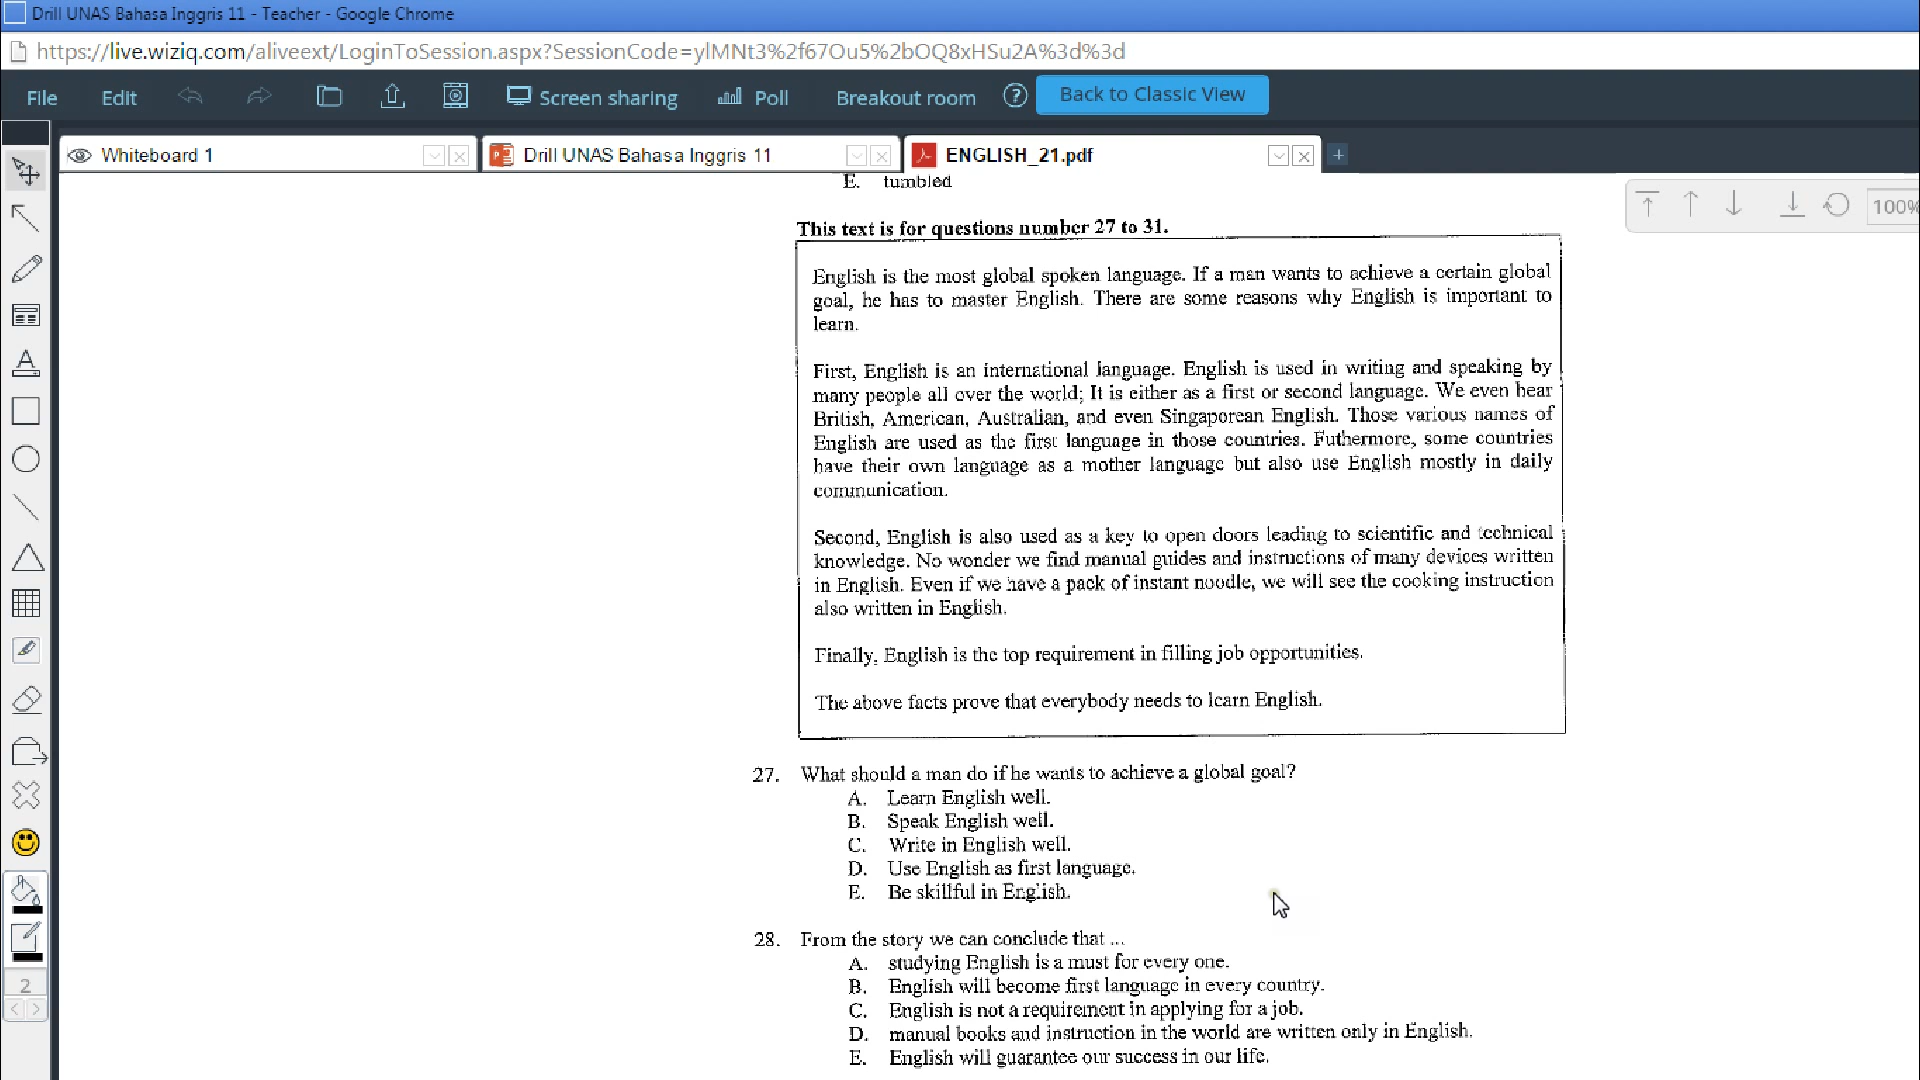 Drill UNAS Bahasa Inggris 11 - Teacher - Google Chrome
https://live.wiziq.com/aliveext/LoginToSession.aspx?SessionCode=ylMNt3%2f67Ou5%2bOQ8xHSu2A%3d%3d
File Edit Screen sharing Poll Breakout room ? Back to Classic View
Whiteboard 1 Drill UNAS Bahasa Inggris 11 ENGLISH_21.pdf +
E. tumbled
100%
This text is for questions number 27 to 31.
English is the most global spoken language. If a man wants to achieve a certain global
goal, he has to master English. There are some reasons why English is important to
learn.
First, English is an international language. English is used in writing and speaking by
many people all over the world; It is either as a first or second language. We even hear
British, American, Australian, and even Singaporean English. Those various names of
English are used as the first language in those countries. Futhermore, some countries
have their own language as a mother language but also use English mostly in daily
communication.
Second, English is also used as a key to open doors leading to scientific and technical
knowledge. No wonder we find manual guides and instructions of many devices written
in English. Even if we have a pack of instant noodle, we will see the cooking instruction
also written in English.
Finally, English is the top requirement in filling job opportunities.
The above facts prove that everybody needs to learn English.
27. What should a man do if he wants to achieve a global goal?
A. Learn English well.
B. Speak English well.
C. Write in English well.
D. Use English as first language.
E. Be skillful in English.
28. From the story we can conclude that ...
A. studying English is a must for every one.
B. English will become first language in every country.
C. English is not a requirement in applying for a job.
D. manual books and instruction in the world are written only in English.
E. English will guarantee our success in our life.
2